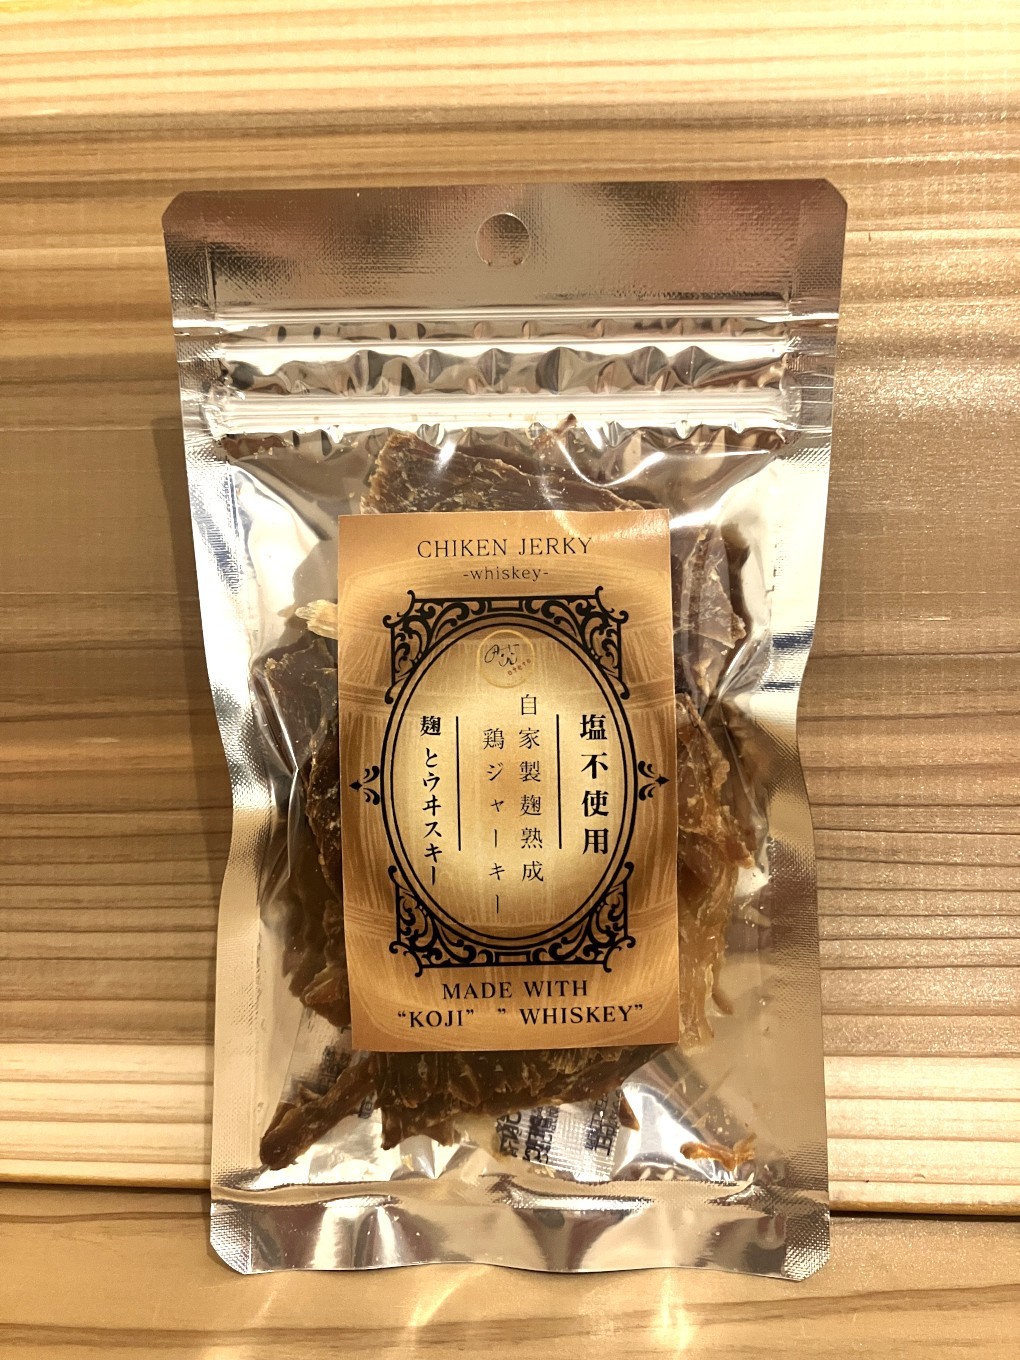 CHIKEN JERKY
-whiskey-
塩不使用
自家製麹熟成
鶏ジャーキー
麹とウヰスキー
MADE WITH
“KOJI” ” WHISKEY”